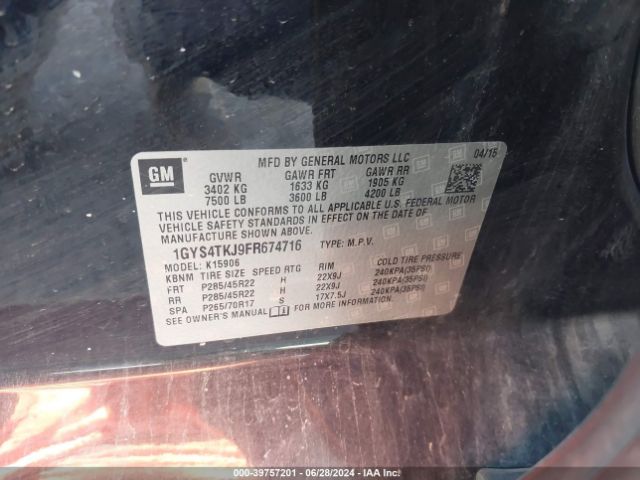 GM
MFD BY GENERAL MOTORS LLC 04/15
GVWR GAWR FRT GAWR RR
3402 KG 1633 KG 1905 KG
7500 LB 3600 LB 4200 LB
THIS VEHICLE CONFORMS TO ALL APPLICABLE U.S. FEDERAL MOTOR
VEHICLE SAFETY STANDARDS IN EFFECT ON THE DATE OF
MANUFACTURE SHOWN ABOVE.
1GYS4TKJ9FR674716 TYPE: M.P.V.
MODEL: K15906
KBNM TIRE SIZE SPEED RTG RIM COLD TIRE PRESSURE
FRT P285/45R22 H 22X9J 240KPA(35PSI)
RR P285/45R22 H 22X9J 240KPA(35PSI)
SPA P265/70R17 S 17X7.5J 240KPA(35PSI)
SEE OWNER'S MANUAL
000-39757201 - 06/28/2024 - IAA Inc.